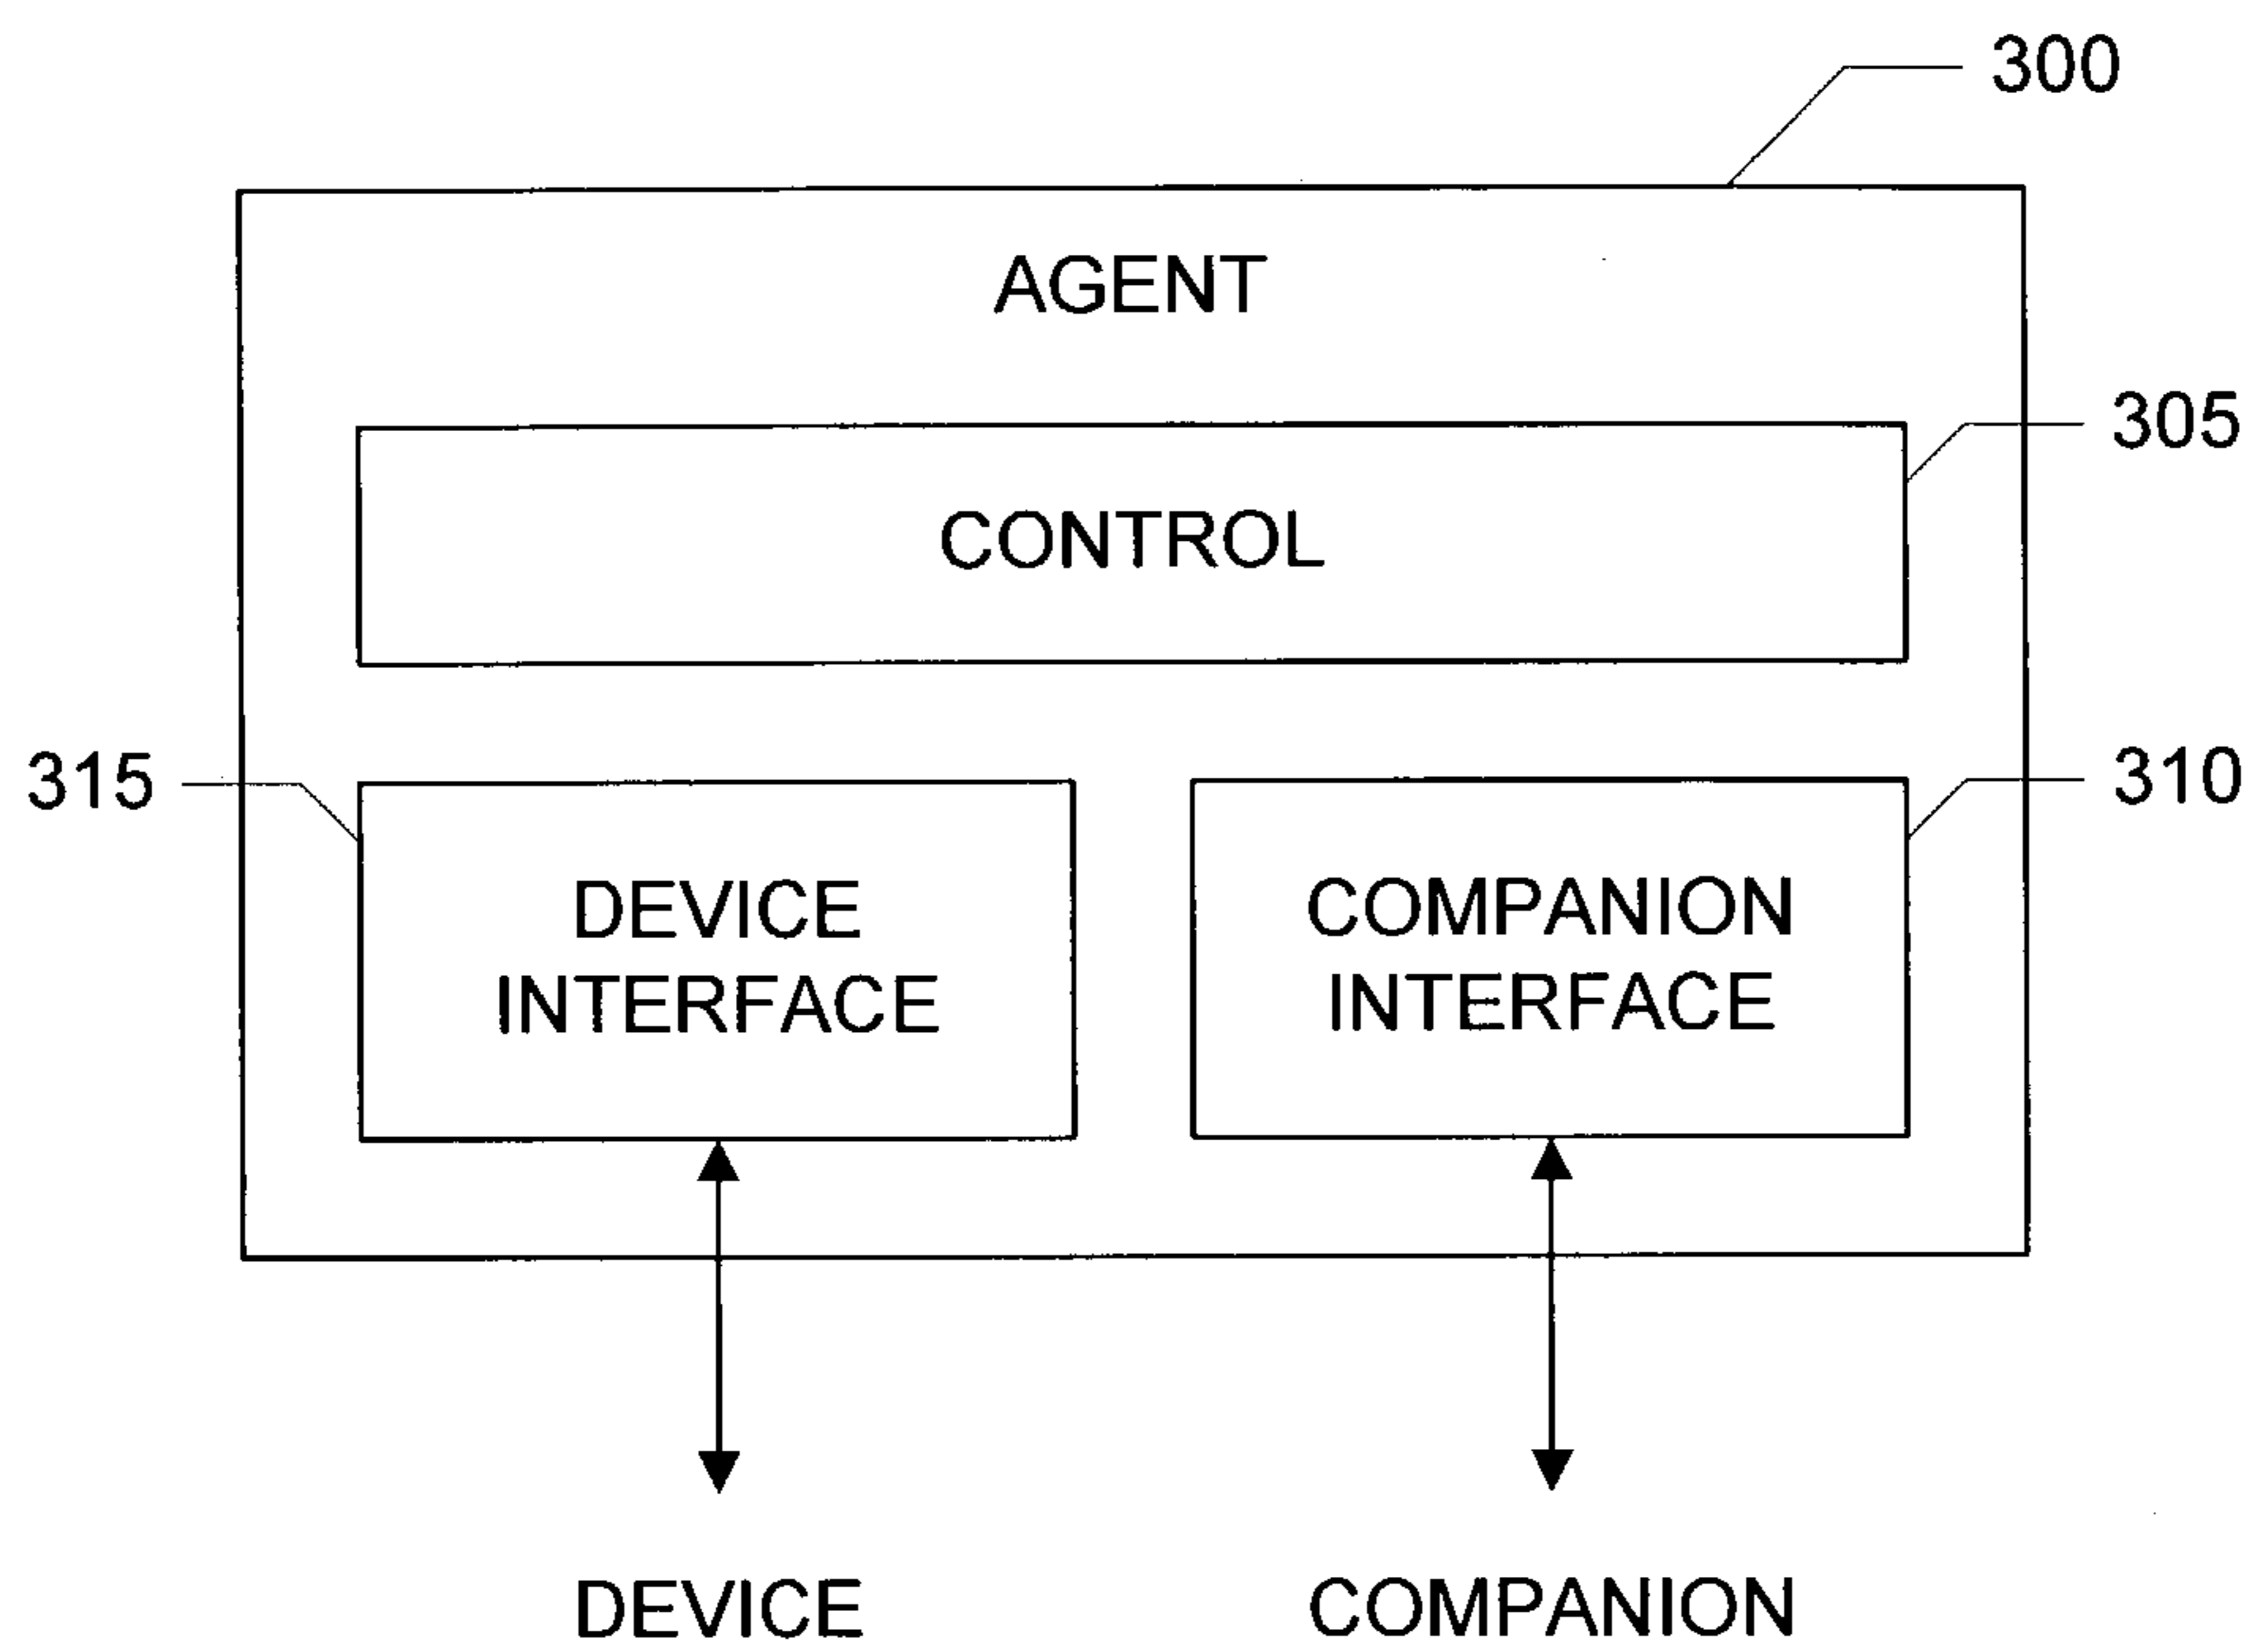 300
AGENT
305
CONTROL
315
310
DEVICE
INTERFACE
COMPANION
INTERFACE
DEVICE
COMPANION